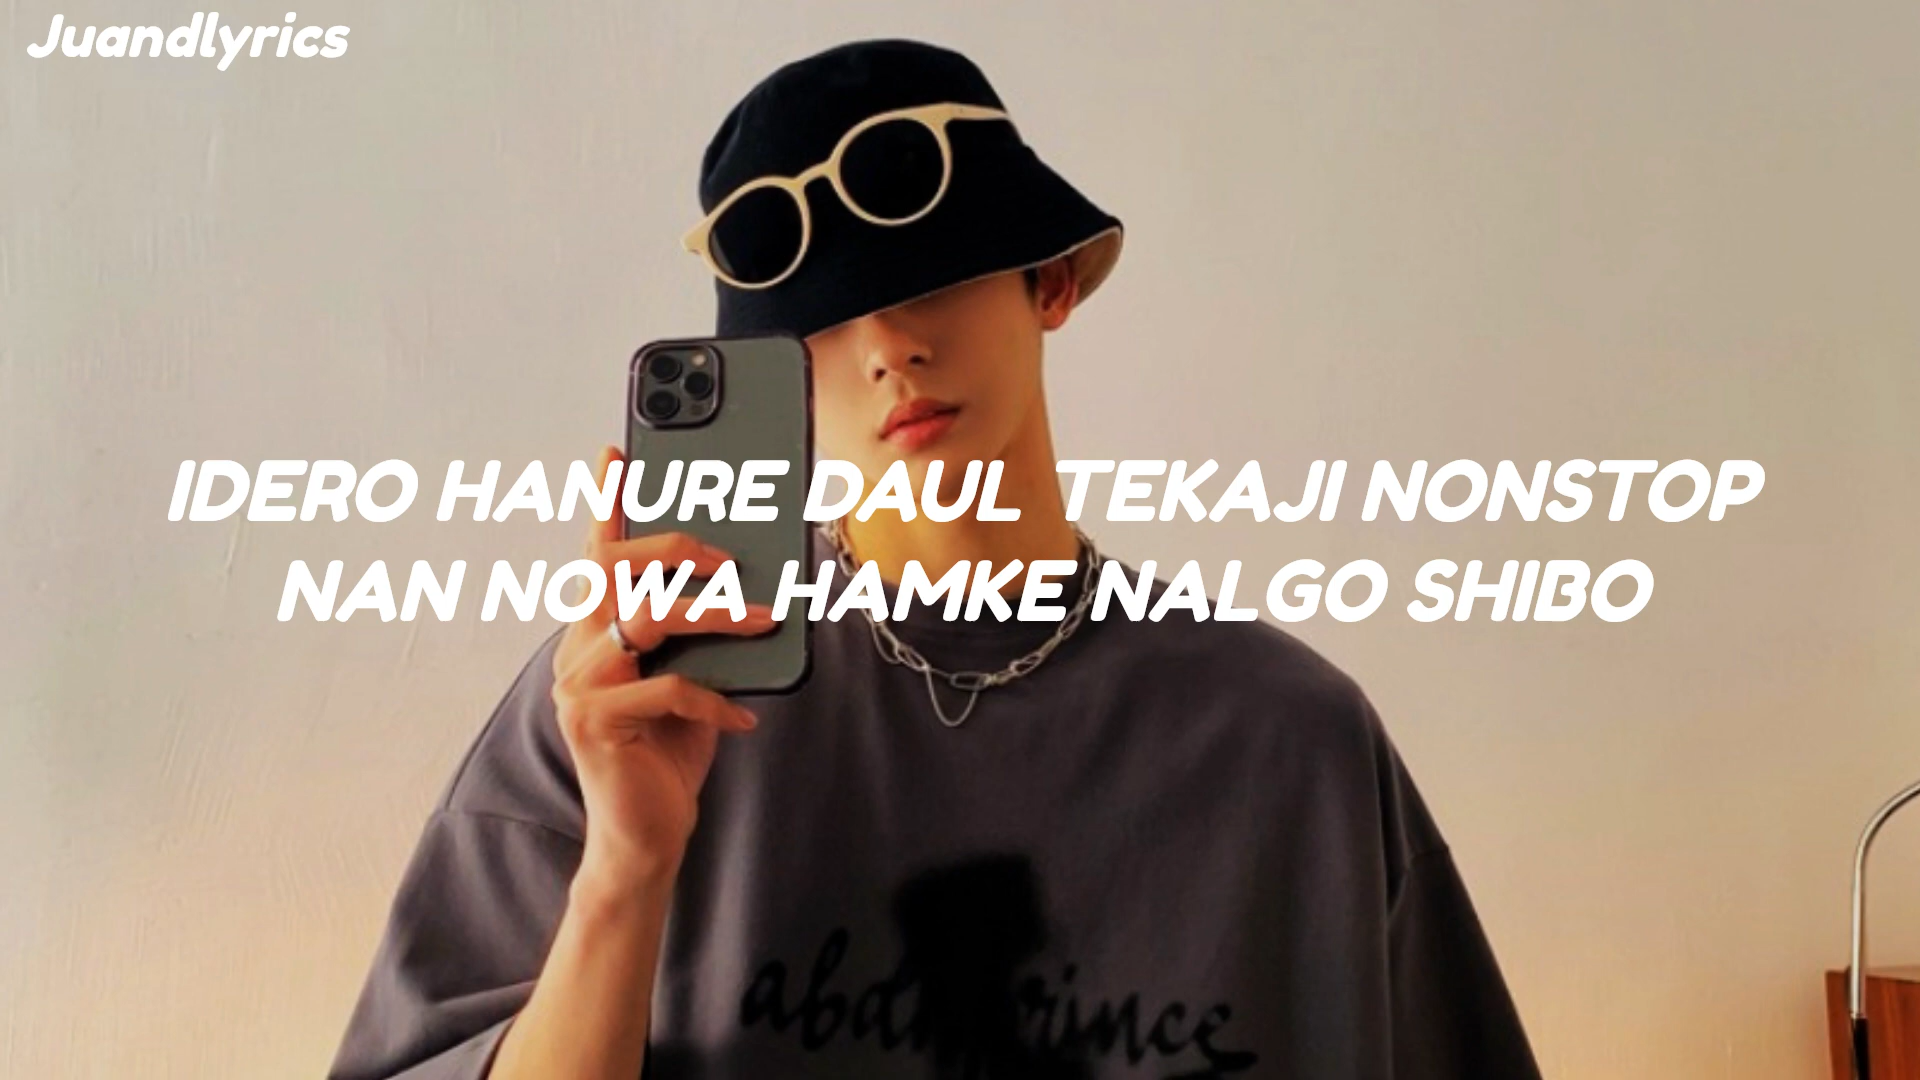 Juandlyrics
IDERO HANURE DAUL TEKAJI NONSTOP
NAN NOWA HAMKE NALGO SHIBO